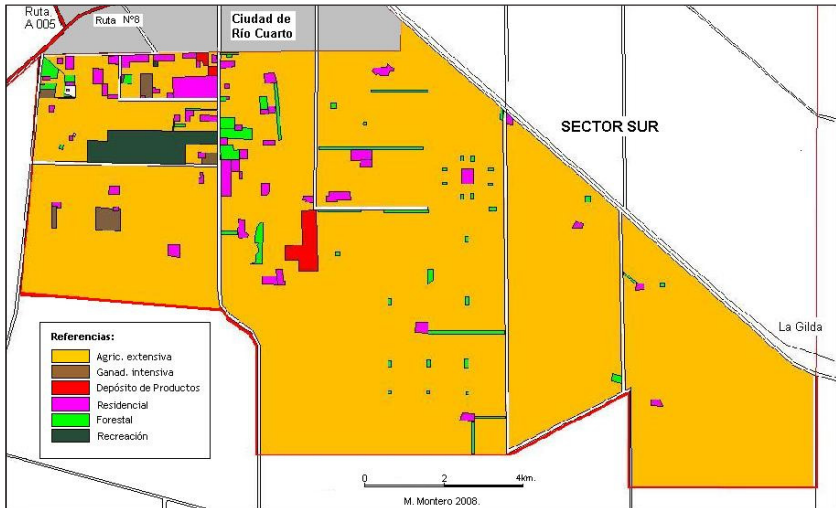 Ruta
A 005
Ruta Nº8
Ciudad de
Río Cuarto
SECTOR SUR
La Gilda
Referencias:
Agric. extensiva
Ganad. intensiva
Depósito de Productos
Residencial
Forestal
Recreación
0 2 4km.
M. Montero 2008.